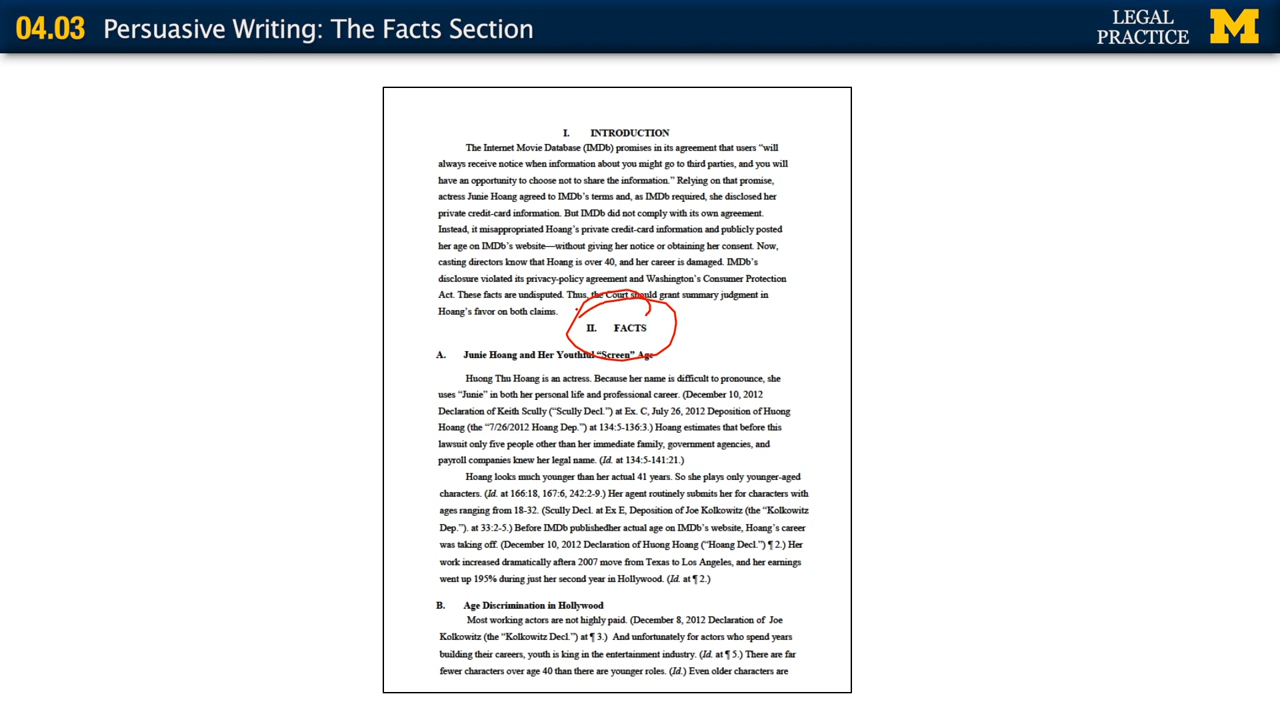 04.03 Persuasive Writing: The Facts Section
LEGAL
PRACTICE
M
I. INTRODUCTION
The Internet Movie Database (IMDb) promises in its agreement that users “will
always receive notice when information about you might go to third parties, and you will
have an opportunity to choose not to share the information.” Relying on that promise,
actress Junie Hoang agreed to IMDb’s terms and, as IMDb required, she disclosed her
private credit-card information. But IMDb did not comply with its own agreement.
Instead, it misappropriated Hoang’s private credit-card information and publicly posted
her age on IMDb’s website—without giving her notice or obtaining her consent. Now,
casting directors know that Hoang is over 40, and her career is damaged. IMDb’s
disclosure violated its privacy-policy agreement and Washington’s Consumer Protection
Act. These facts are undisputed. Thus, the Court should grant summary judgment in
Hoang’s favor on both claims.
II. FACTS
A. Junie Hoang and Her Youthful “Screen” Age
Huong Thu Hoang is an actress. Because her name is difficult to pronounce, she
uses “Junie” in both her personal life and professional career. (December 10, 2012
Declaration of Keith Scully (“Scully Decl.”) at Ex. C, July 26, 2012 Deposition of Huong
Hoang (the “7/26/2012 Hoang Dep.”) at 134:5-136:3.) Hoang estimates that before this
lawsuit only five people other than her immediate family, government agencies, and
payroll companies knew her legal name. (Id. at 134:5-141:21.)
Hoang looks much younger than her actual 41 years. So she plays only younger-aged
characters. (Id. at 166:18, 167:6, 242:2-9.) Her agent routinely submits her for characters with
ages ranging from 18-32. (Scully Decl. at Ex E, Deposition of Joe Kolkowitz (the “Kolkowitz
Dep.”). at 33:2-5.) Before IMDb publishedher actual age on IMDb’s website, Hoang’s career
was taking off. (December 10, 2012 Declaration of Huong Hoang (“Hoang Decl.”) ¶ 2.) Her
work increased dramatically aftera 2007 move from Texas to Los Angeles, and her earnings
went up 195% during just her second year in Hollywood. (Id. at ¶ 2.)
B. Age Discrimination in Hollywood
Most working actors are not highly paid. (December 8, 2012 Declaration of Joe
Kolkowitz (the “Kolkowitz Decl.”) at ¶ 3.) And unfortunately for actors who spend years
building their careers, youth is king in the entertainment industry. (Id. at ¶ 5.) There are far
fewer characters over age 40 than there are younger roles. (Id.) Even older characters are